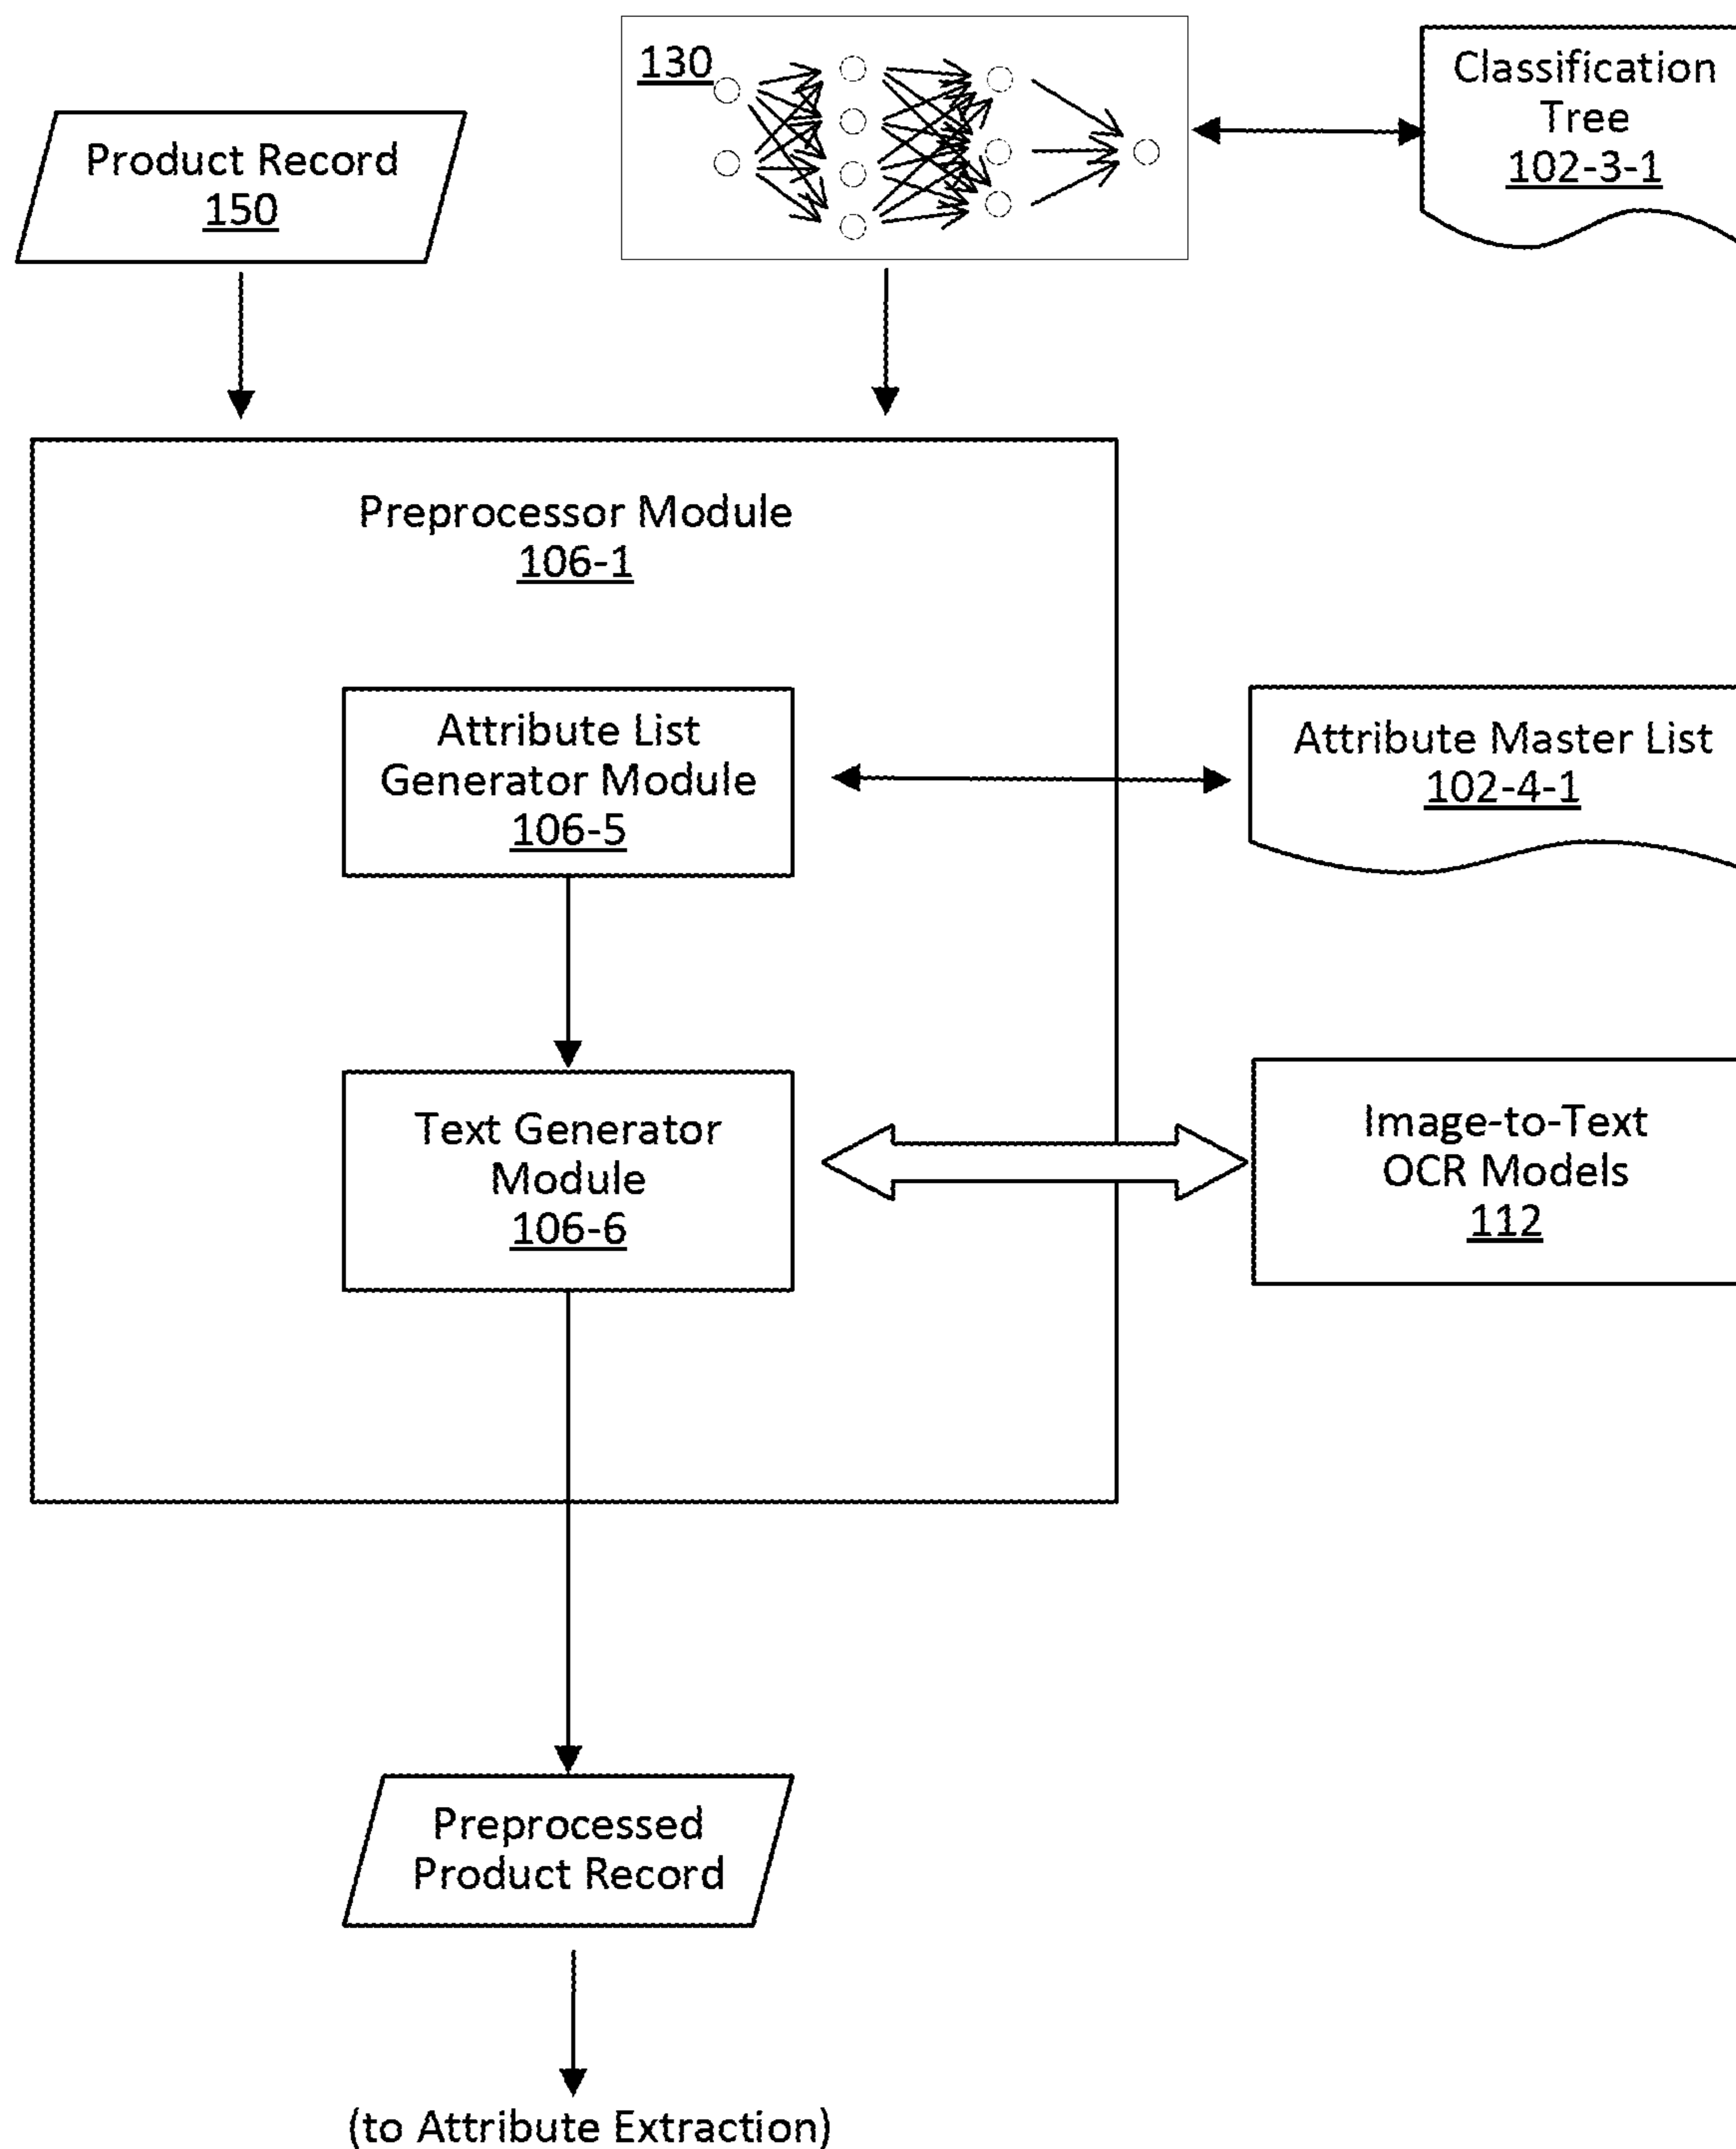 Product Record
150
130
Classification
Tree
102-3-1
Preprocessor Module
106-1
Attribute List
Generator Module
106-5
Attribute Master List
102-4-1
Text Generator
Module
106-6
Image-to-Text
OCR Models
112
Preprocessed
Product Record
(to Attribute Extraction)